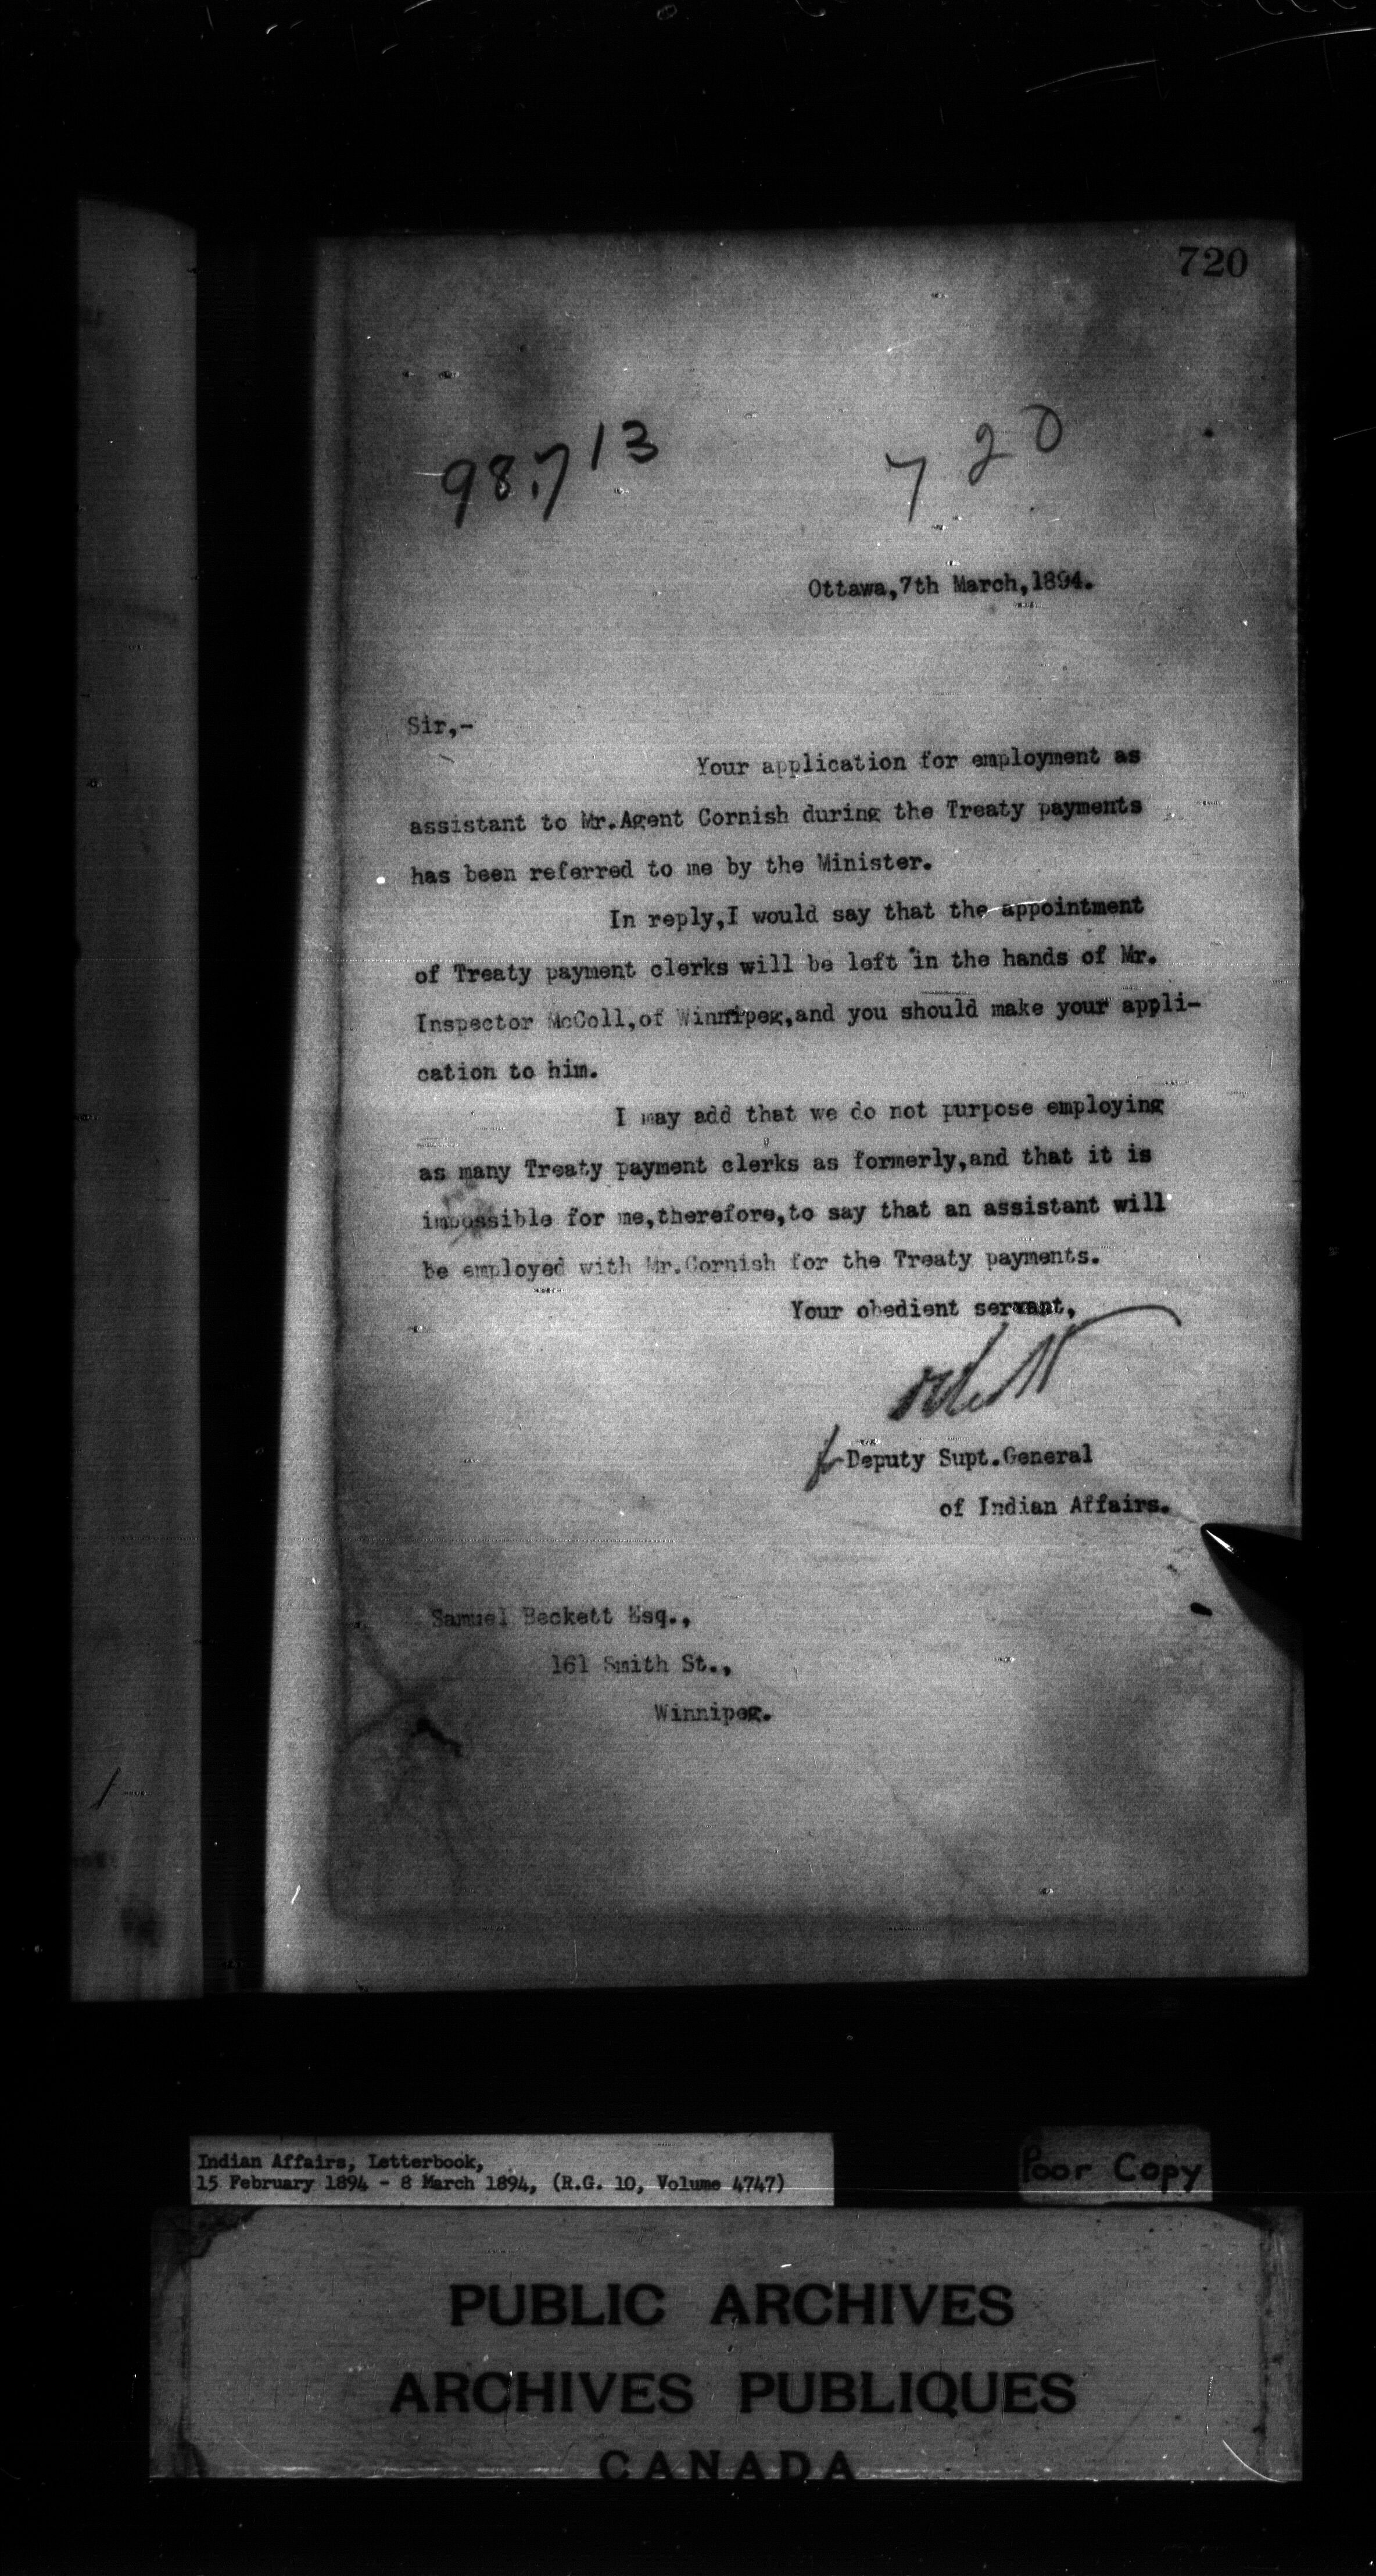 720
98,713 720
Ottawa, 7th March, 1894.
Sir,-
Your application for employment as
assistant to Mr. Agent Cornish during the Treaty payments
has been referred to me by the Minister.
In reply, I would say that the appointment
of Treaty payment clerks will be left in the hands of Mr.
Inspector McColl, of Winnipeg, and you should make your appli-
cation to him.
I may add that we do not purpose employing
as many Treaty payment clerks as formerly, and that it is
impossible for me, therefore, to say that an assistant will
be employed with Mr. Cornish for the Treaty payments.
Your obedient servant,
for Deputy Supt. General
of Indian Affairs.
Samuel Beckett Esq.,
161 Smith St.,
Winnipeg.
Indian Affairs, Letterbook,
15 February 1894 - 8 March 1894, (R.G. 10, Volume 4747)
Poor Copy
PUBLIC ARCHIVES
ARCHIVES PUBLIQUES
CANADA